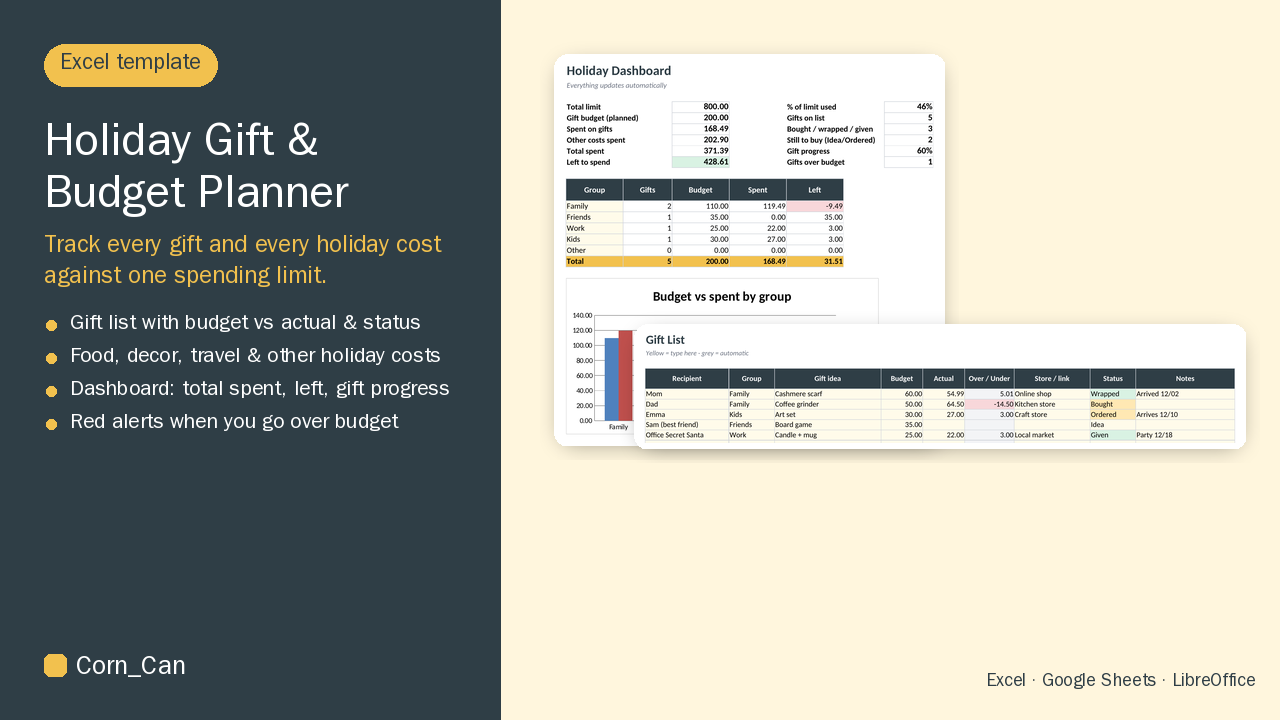 Excel template
Holiday Gift &
Budget Planner
Track every gift and every holiday cost
against one spending limit.
Gift list with budget vs actual & status
Food, decor, travel & other holiday costs
Dashboard: total spent, left, gift progress
Red alerts when you go over budget
Corn_Can
Holiday Dashboard
Everything updates automatically
Total limit 800.00 % of limit used 46%
Gift budget (planned) 200.00 Gifts on list 5
Spent on gifts 168.49 Bought / wrapped / given 3
Other costs spent 202.90 Still to buy (Idea/Ordered) 2
Total spent 371.39 Gift progress 60%
Left to spend 428.61 Gifts over budget 1
Group Gifts Budget Spent Left
Family 2 110.00 119.49 -9.49
Friends 1 35.00 0.00 35.00
Work 1 25.00 22.00 3.00
Kids 1 30.00 27.00 3.00
Other 0 0.00 0.00 0.00
Total 5 200.00 168.49 31.51
Budget vs spent by group
140.00
120.00
100.00
80.00
60.00
40.00
20.00
0.00
Family
Gift List
Yellow = type here · grey = automatic
Recipient Group Gift idea Budget Actual Over / Under Store / link Status Notes
Mom Family Cashmere scarf 60.00 54.99 5.01 Online shop Wrapped Arrived 12/02
Dad Family Coffee grinder 50.00 64.50 -14.50 Kitchen store Bought
Emma Kids Art set 30.00 27.00 3.00 Craft store Ordered Arrives 12/10
Sam (best friend) Friends Board game 35.00 Idea
Office Secret Santa Work Candle + mug 25.00 22.00 3.00 Local market Given Party 12/18
Excel · Google Sheets · LibreOffice